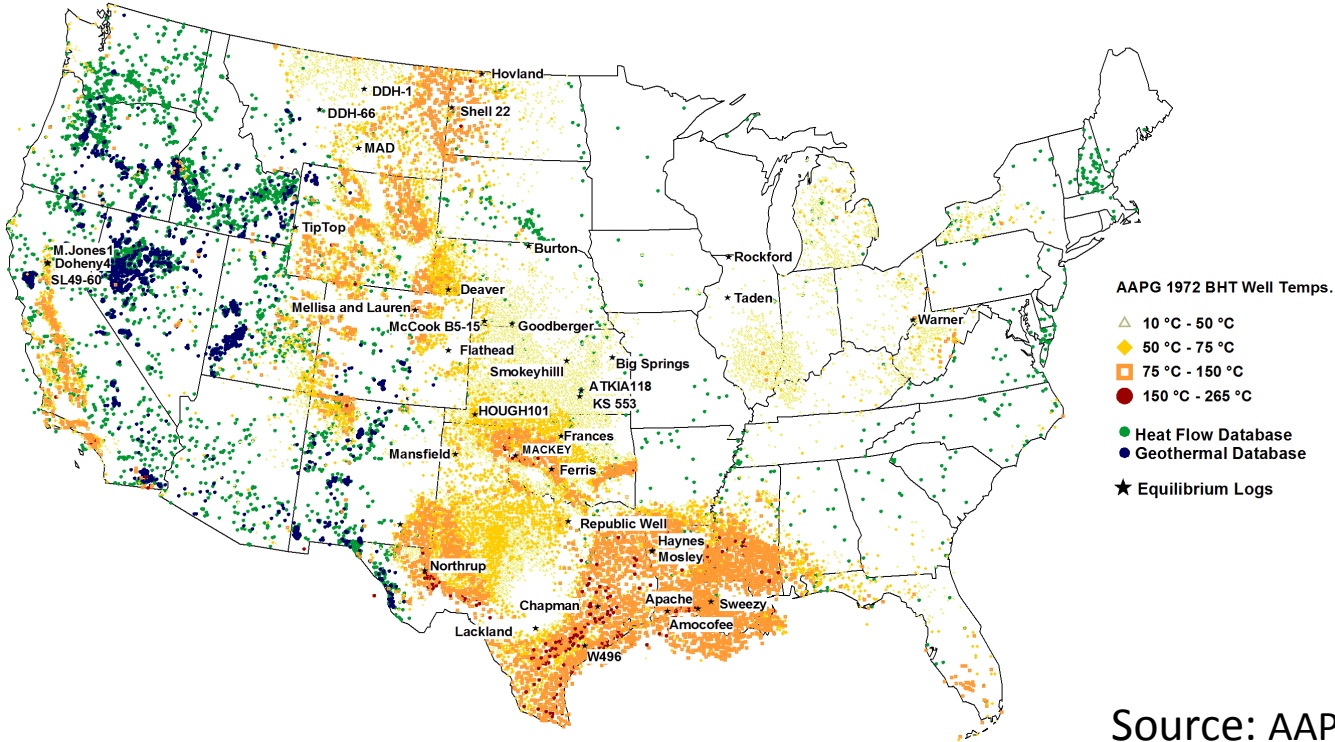 Hovland
DDH-1
DDH-66
Shell 22
MAD
TipTop
Burton
M.Jones1
Doheny4
SL49-60
Rockford
Deaver
Taden
Mellisa and Lauren
McCook B5-15
Goodberger
Warner
Flathead
Smokeyhilll
Big Springs
ATKIA118
KS 553
HOUGH101
Frances
Mansfield
MACKEY
Ferris
Republic Well
Haynes
Mosley
Northrup
Chapman
Apache
Sweezy
Amocofee
Lackland
W496
AAPG 1972 BHT Well Temps.
10 °C - 50 °C
50 °C - 75 °C
75 °C - 150 °C
150 °C - 265 °C
Heat Flow Database
Geothermal Database
Equilibrium Logs
Source: AAP